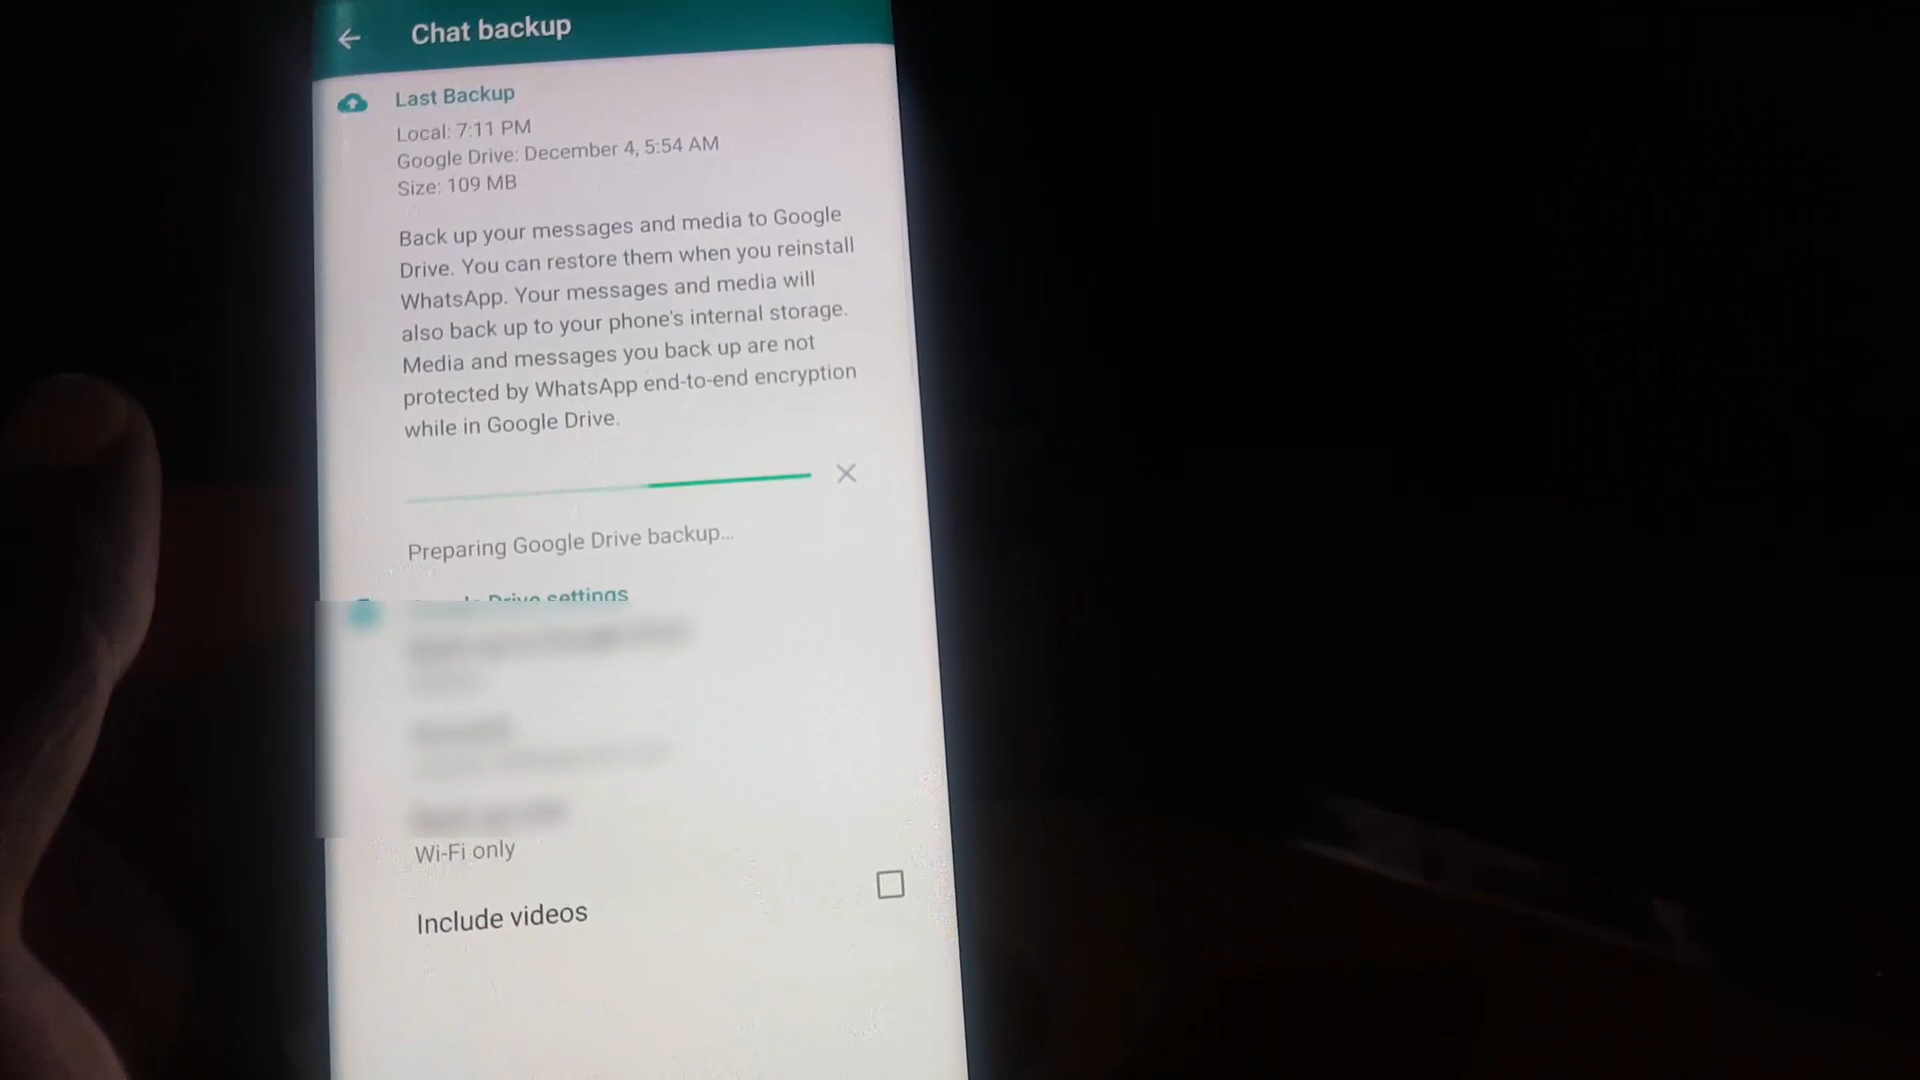 Chat backup
Last Backup
Local: 7:11 PM
Google Drive: December 4, 5:54 AM
Size: 109 MB
Back up your messages and media to Google
Drive. You can restore them when you reinstall
WhatsApp. Your messages and media will
also back up to your phone's internal storage.
Media and messages you back up are not
protected by WhatsApp end-to-end encryption
while in Google Drive.
Preparing Google Drive backup...
Drive settings
Wi-Fi only
Include videos